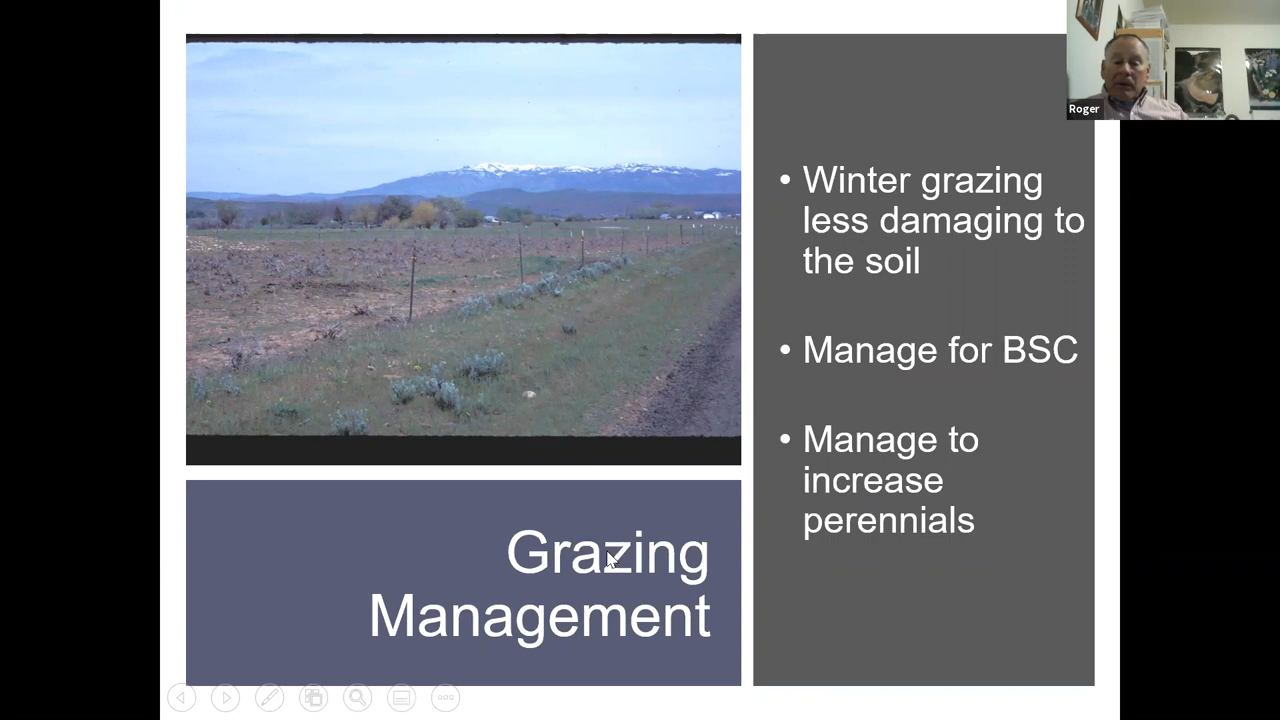 Roger
• Winter grazing
less damaging to
the soil
• Manage for BSC
• Manage to
increase
perennials
Grazing
Management